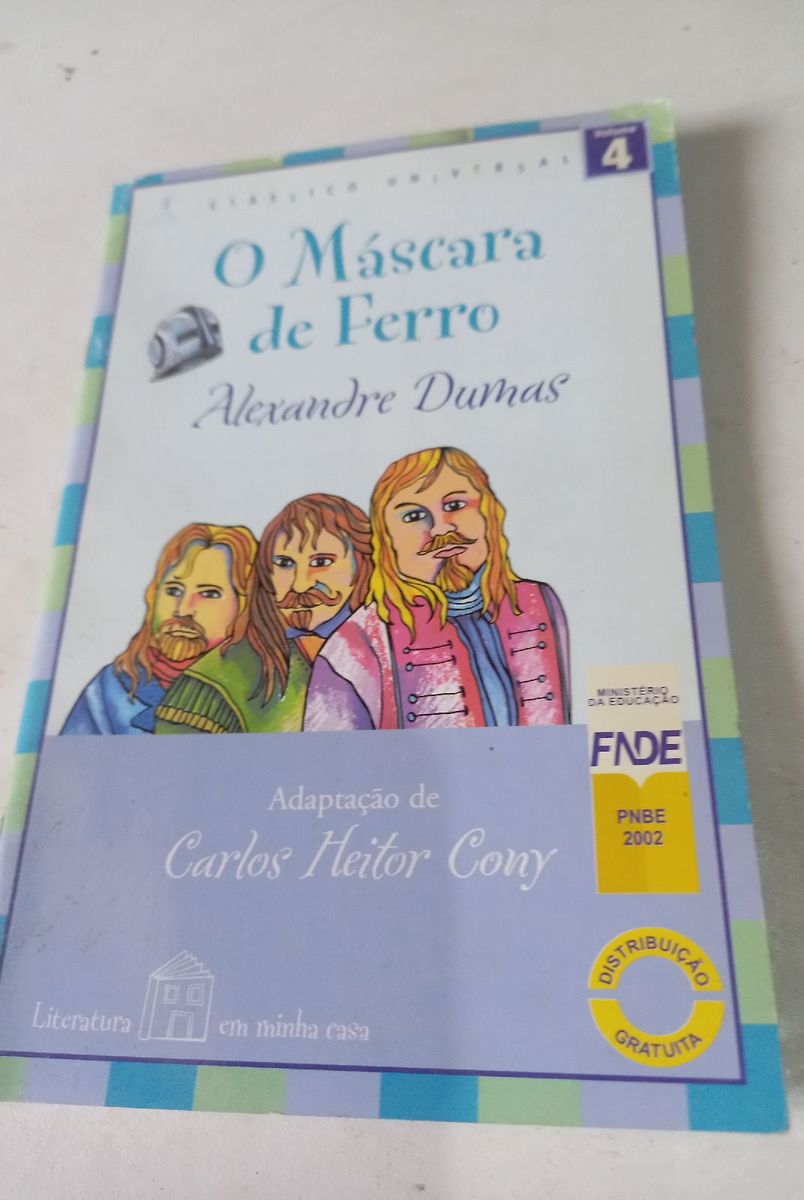 Volume
4
CLÁSSICO UNIVERSAL
O Máscara
de Ferro
Alexandre Dumas
MINISTÉRIO
DA EDUCAÇÃO
FNDE
PNBE
2002
Adaptação de
Carlos Heitor Cony
DISTRIBUIÇÃO
GRATUITA
Literatura em minha casa